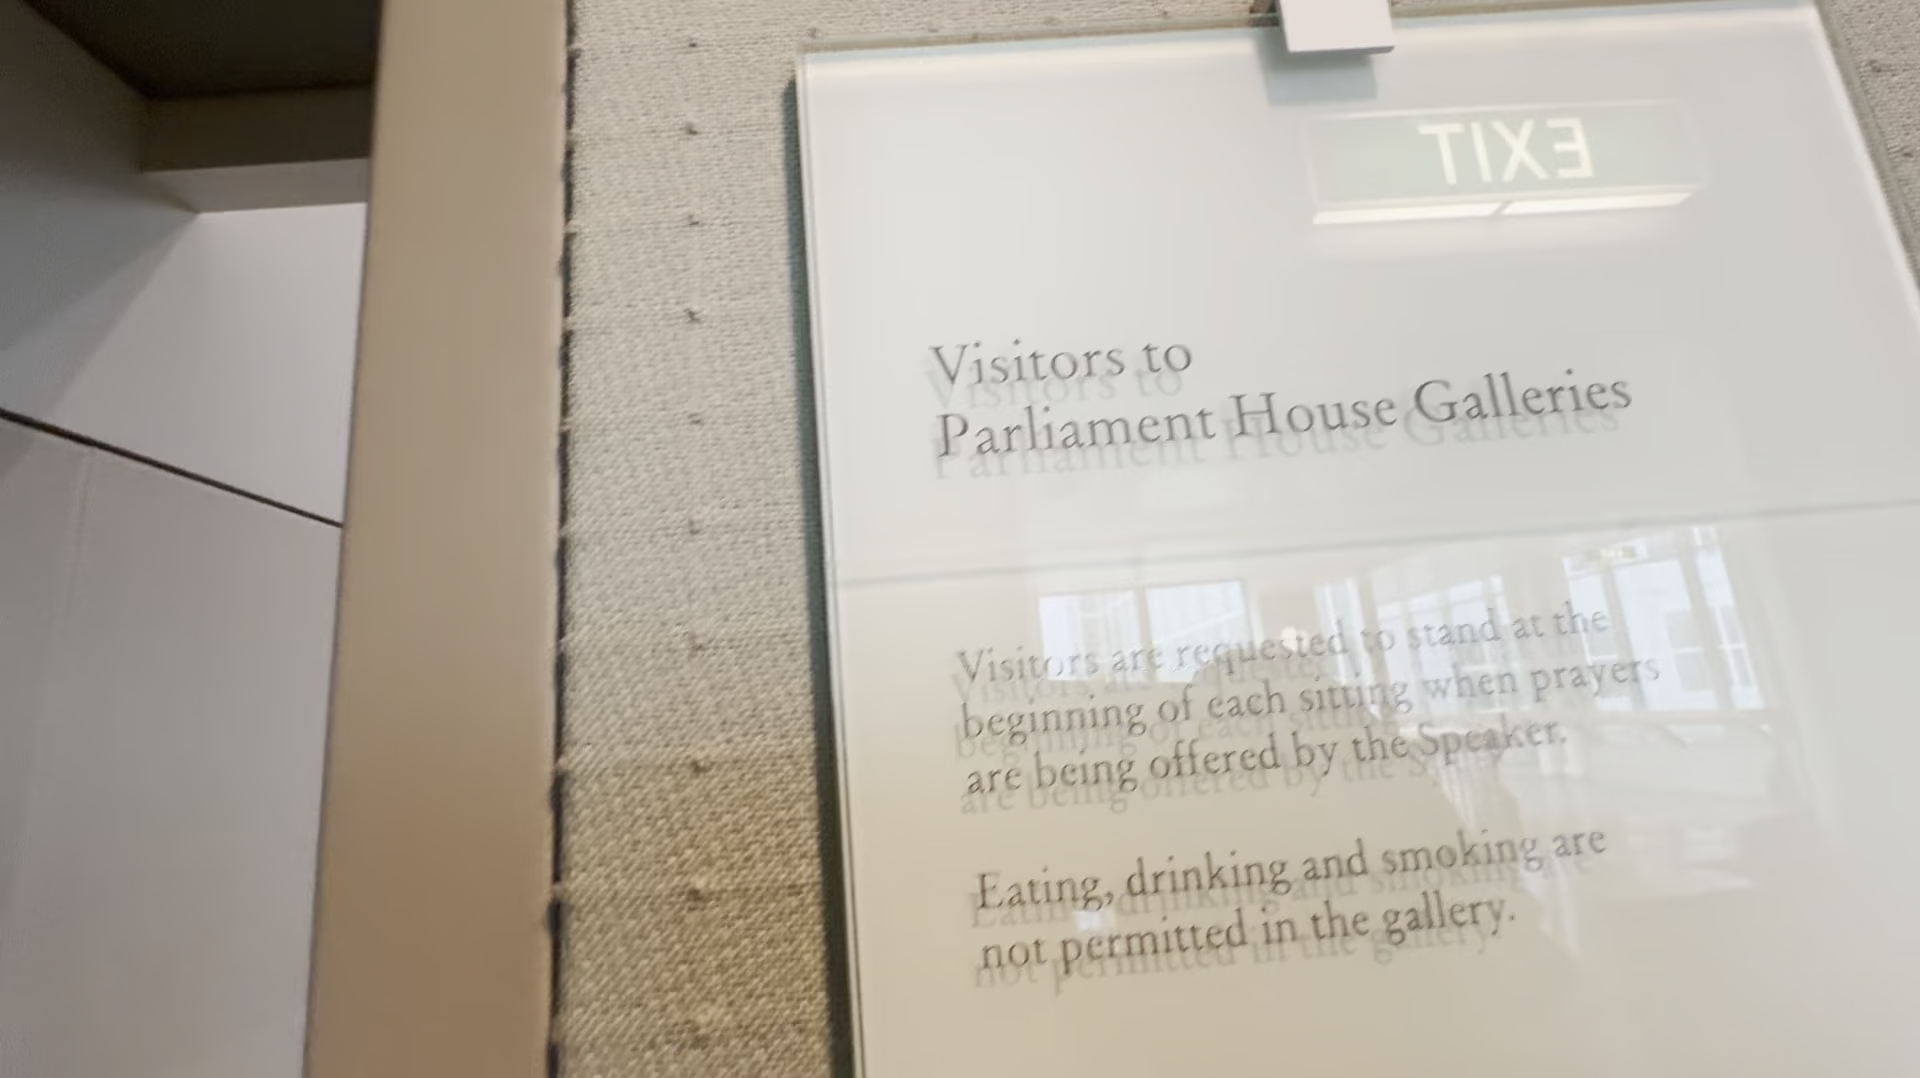 EXIT
Visitors to
Parliament House Galleries
Visitors are requested to stand at the
beginning of each sitting when prayers
are being offered by the Speaker.
Eating, drinking and smoking are
not permitted in the gallery.